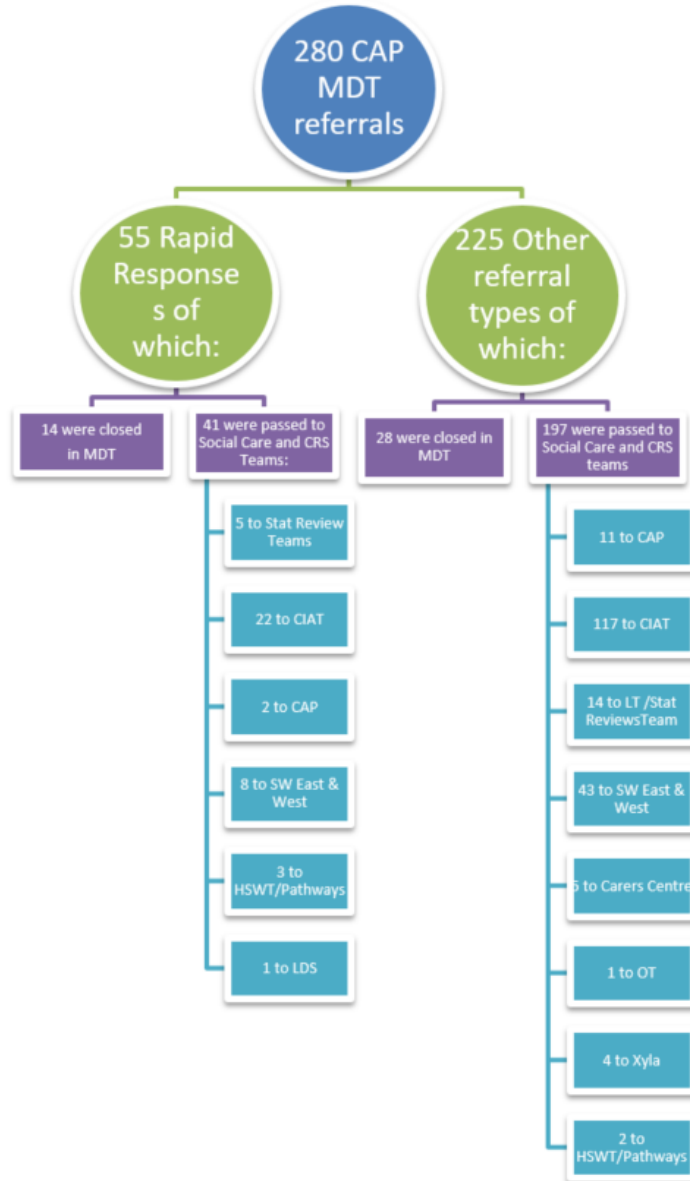 280 CAP
MDT
referrals
55 Rapid
Response
s of
which:
225 Other
referral
types of
which:
14 were closed
in MDT
41 were passed to
Social Care and CRS
Teams:
28 were closed in
MDT
197 were passed to
Social Care and CRS
teams
5 to Stat Review
Teams
22 to CIAT
2 to CAP
8 to SW East &
West
3 to
HSWT/Pathways
1 to LDS
11 to CAP
117 to CIAT
14 to LT /Stat
ReviewsTeam
43 to SW East &
West
5 to Carers Centre
1 to OT
4 to Xyla
2 to
HSWT/Pathways